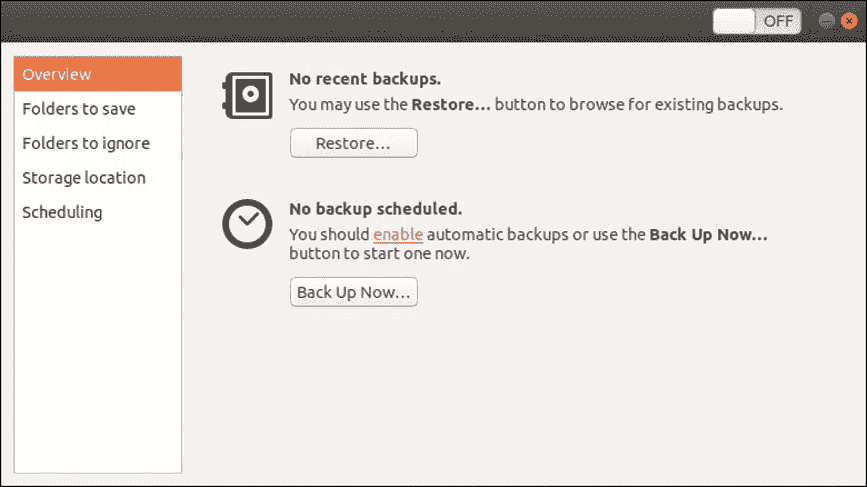 OFF
Overview
Folders to save
Folders to ignore
Storage location
Scheduling
No recent backups.
You may use the Restore... button to browse for existing backups.
Restore...
No backup scheduled.
You should enable automatic backups or use the Back Up Now...
button to start one now.
Back Up Now...